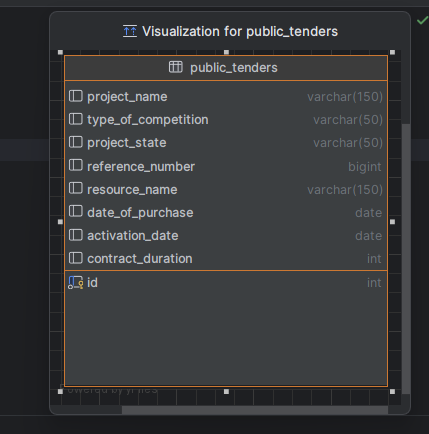 Visualization for public_tenders
public_tenders
project_name varchar(150)
type_of_competition varchar(50)
project_state varchar(50)
reference_number bigint
resource_name varchar(150)
date_of_purchase date
activation_date date
contract_duration int
id int
Powered by yFiles